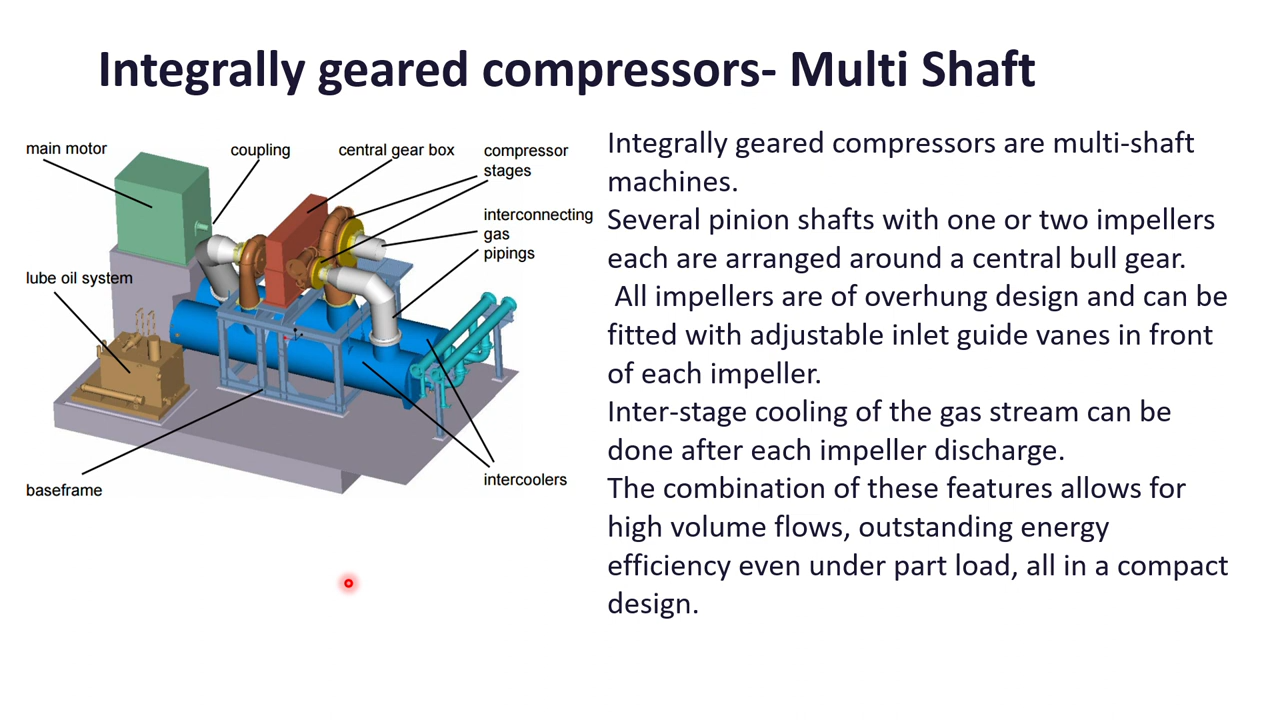 Integrally geared compressors- Multi Shaft
main motor
coupling
central gear box
compressor
stages
interconnecting
gas
pipings
lube oil system
baseframe
intercoolers
Integrally geared compressors are multi-shaft
machines.
Several pinion shafts with one or two impellers
each are arranged around a central bull gear.
All impellers are of overhung design and can be
fitted with adjustable inlet guide vanes in front
of each impeller.
Inter-stage cooling of the gas stream can be
done after each impeller discharge.
The combination of these features allows for
high volume flows, outstanding energy
efficiency even under part load, all in a compact
design.